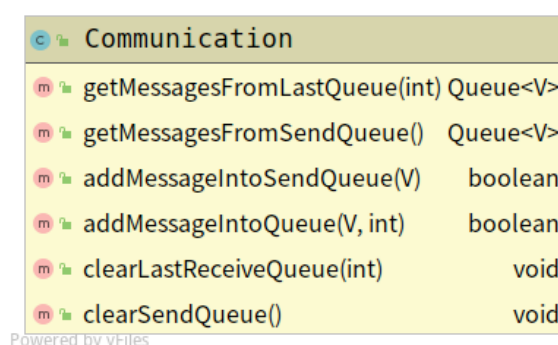 c Communication
m getMessagesFromLastQueue(int) Queue<V>
m getMessagesFromSendQueue() Queue<V>
m addMessageIntoSendQueue(V) boolean
m addMessageIntoQueue(V, int) boolean
m clearLastReceiveQueue(int) void
m clearSendQueue() void
Powered by yFiles